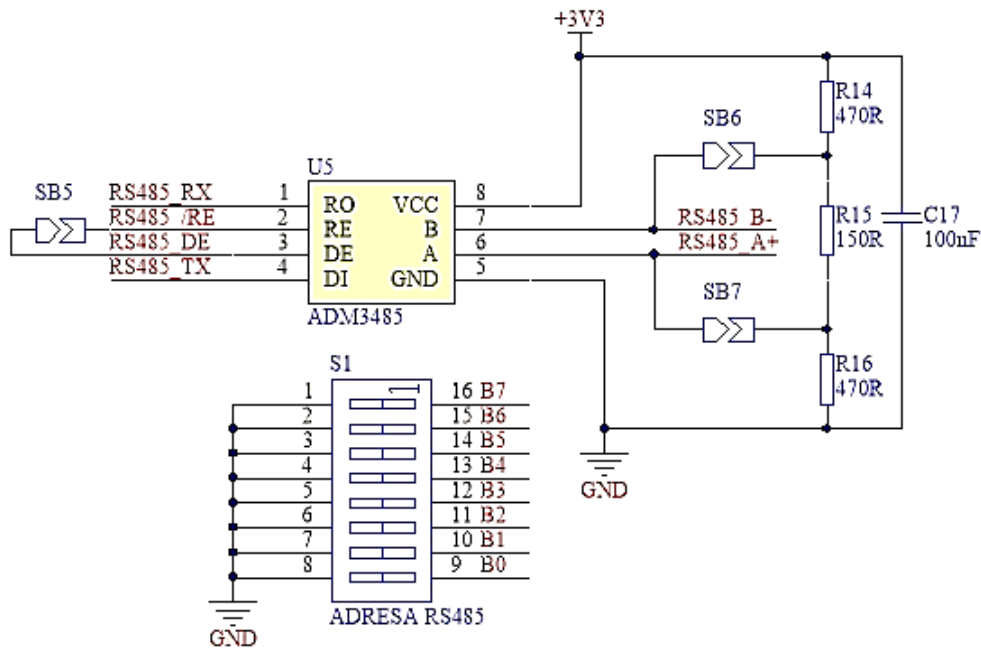 +3V3
R14
470R
SB6
U5
SB5
RS485_RX
1
RO
VCC
8
RS485_/RE
2
RE
B
7
RS485_B-
R15
150R
C17
100nF
RS485_DE
3
DE
A
6
RS485_A+
RS485_TX
4
DI
GND
5
SB7
ADM3485
S1
R16
470R
1
1
16 B7
2
15 B6
3
14 B5
4
13 B4
5
12 B3
GND
6
11 B2
7
10 B1
8
9 B0
ADRESA RS485
GND